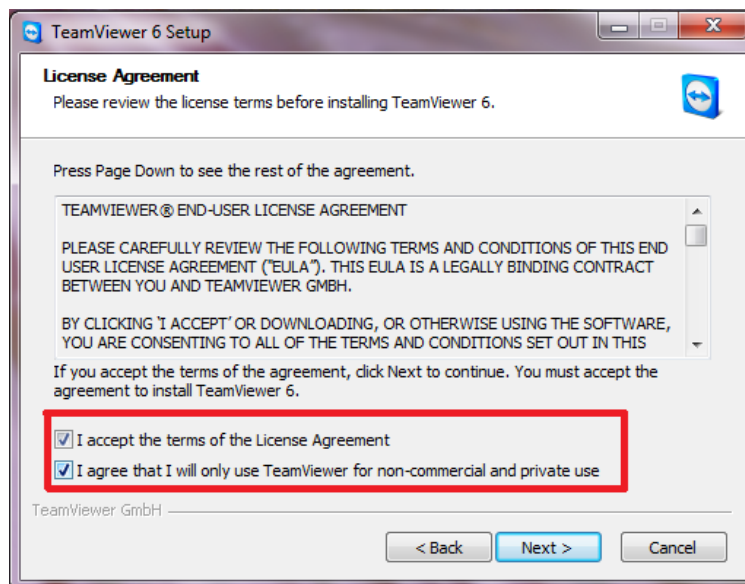 TeamViewer 6 Setup
License Agreement
Please review the license terms before installing TeamViewer 6.
Press Page Down to see the rest of the agreement.
TEAMVIEWER® END-USER LICENSE AGREEMENT
PLEASE CAREFULLY REVIEW THE FOLLOWING TERMS AND CONDITIONS OF THIS END
USER LICENSE AGREEMENT ("EULA"). THIS EULA IS A LEGALLY BINDING CONTRACT
BETWEEN YOU AND TEAMVIEWER GMBH.
BY CLICKING 'I ACCEPT' OR DOWNLOADING, OR OTHERWISE USING THE SOFTWARE,
YOU ARE CONSENTING TO ALL OF THE TERMS AND CONDITIONS SET OUT IN THIS
If you accept the terms of the agreement, click Next to continue. You must accept the
agreement to install TeamViewer 6.
I accept the terms of the License Agreement
I agree that I will only use TeamViewer for non-commercial and private use
TeamViewer GmbH
< Back Next > Cancel